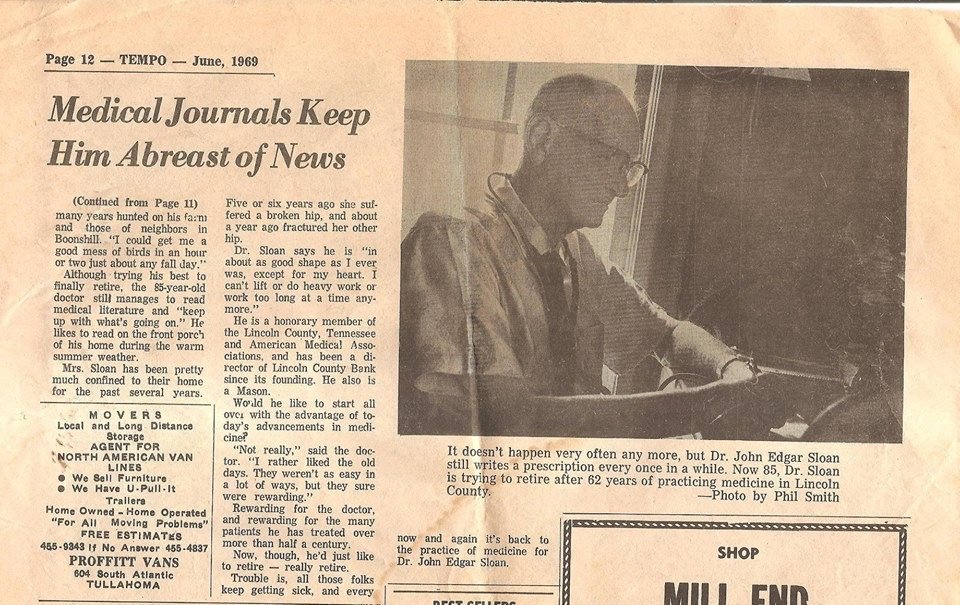 Page 12 — TEMPO — June, 1969
Medical Journals Keep
Him Abreast of News
(Contined from Page 11)
many years hunted on his farm
and those of neighbors in
Boonshill. “I could get me a
good mess of birds in an hour
or two just about any fall day.”
Although trying his best to
finally retire, the 85-year-old
doctor still manages to read
medical literature and “keep
up with what's going on.” He
likes to read on the front porch
of his home during the warm
summer weather.
Mrs. Sloan has been pretty
much confined to their home
for the past several years.
MOVERS
Local and Long Distance
Storage
AGENT FOR
NORTH AMERICAN VAN
LINES
● We Sell Furniture
● We Have U-Pull-It
Trailers
Home Owned - Home Operated
"For All Moving Problems"
FREE ESTIMATES
455-9343 If No Answer 455-4837
PROFFITT VANS
604 South Atlantic
TULLAHOMA
Five or six years ago she suf-
fered a broken hip, and about
a year ago fractured her other
hip.
Dr. Sloan says he is “in
about as good shape as I ever
was, except for my heart. I
can't lift or do heavy work or
work too long at a time any-
more.”
He is a honorary member of
the Lincoln County, Tennessee
and American Medical Asso-
ciations, and has been a di-
rector of Lincoln County Bank
since its founding. He also is
a Mason.
Would he like to start all
over with the advantage of to-
day's advancements in medi-
cine?
“Not really,” said the doc-
tor. “I rather liked the old
days. They weren't as easy in
a lot of ways, but they sure
were rewarding.”
Rewarding for the doctor,
and rewarding for the many
patients he has treated over
more than half a century.
Now, though, he'd just like
to retire — really retire.
Trouble is, all those folks
keep getting sick, and every
It doesn't happen very often any more, but Dr. John Edgar Sloan
still writes a prescription every once in a while. Now 85, Dr. Sloan
is trying to retire after 62 years of practicing medicine in Lincoln
County.
—Photo by Phil Smith
now and again it's back to
the practice of medicine for
Dr. John Edgar Sloan.
BEST SELLERS
SHOP
MILL END